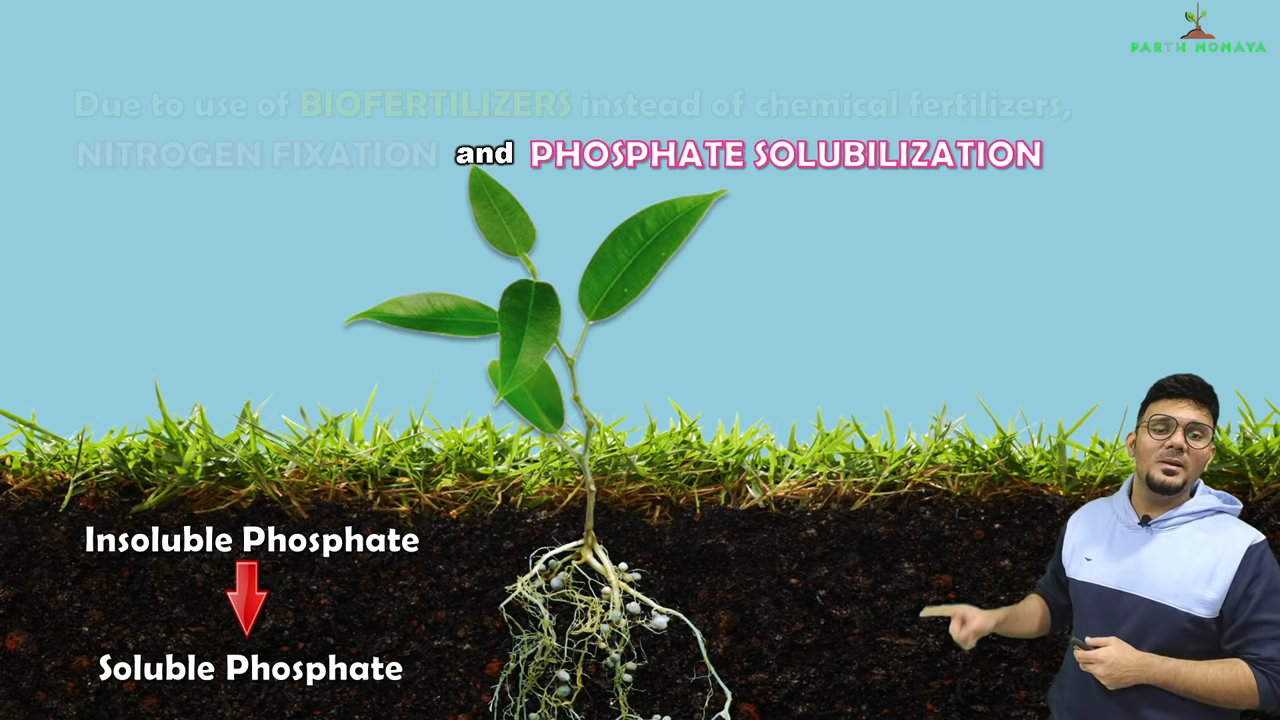 PARTH MOMAYA
Due to use of BIOFERTILIZERS instead of chemical fertilizers,
NITROGEN FIXATION and PHOSPHATE SOLUBILIZATION
Insoluble Phosphate
Soluble Phosphate